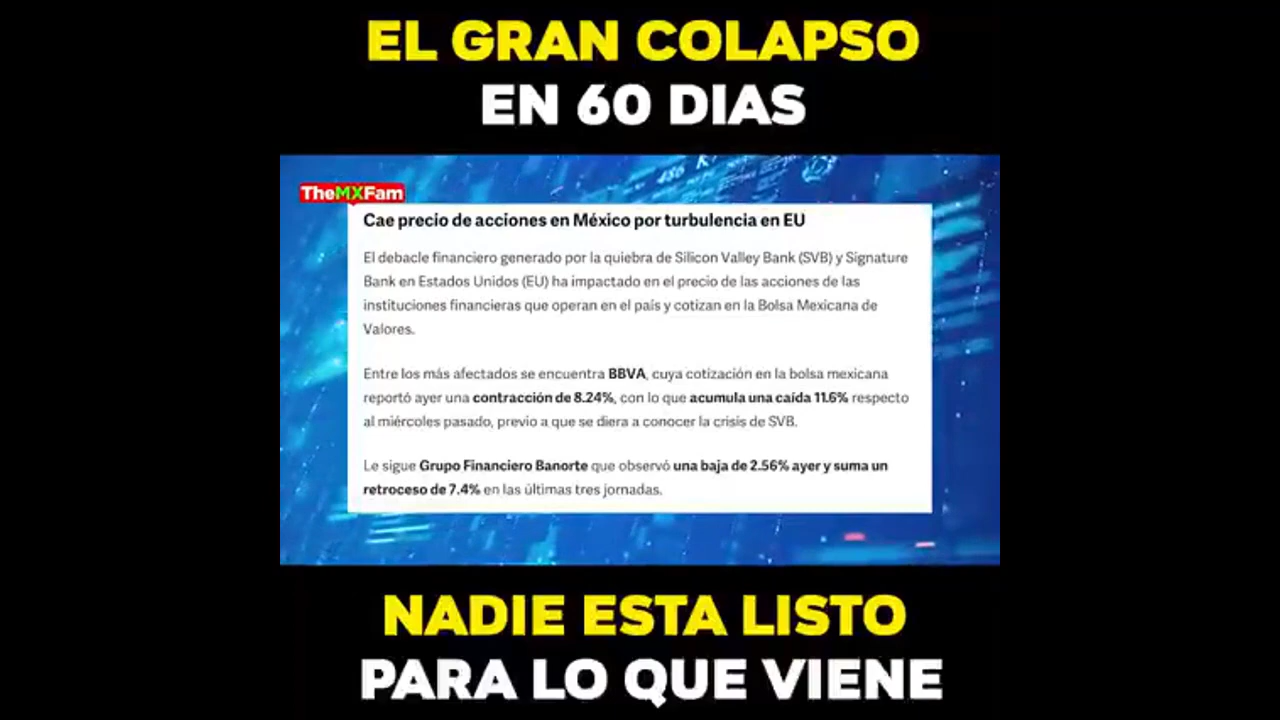 EL GRAN COLAPSO
EN 60 DIAS
TheMXFam
Cae precio de acciones en México por turbulencia en EU
El debacle financiero generado por la quiebra de Silicon Valley Bank (SVB) y Signature
Bank en Estados Unidos (EU) ha impactado en el precio de las acciones de las
instituciones financieras que operan en el país y cotizan en la Bolsa Mexicana de
Valores.
Entre los más afectados se encuentra BBVA, cuya cotización en la bolsa mexicana
reportó ayer una contracción de 8.24%, con lo que acumula una caída 11.6% respecto
al miércoles pasado, previo a que se diera a conocer la crisis de SVB.
Le sigue Grupo Financiero Banorte que observó una baja de 2.56% ayer y suma un
retroceso de 7.4% en las últimas tres jornadas.
NADIE ESTA LISTO
PARA LO QUE VIENE